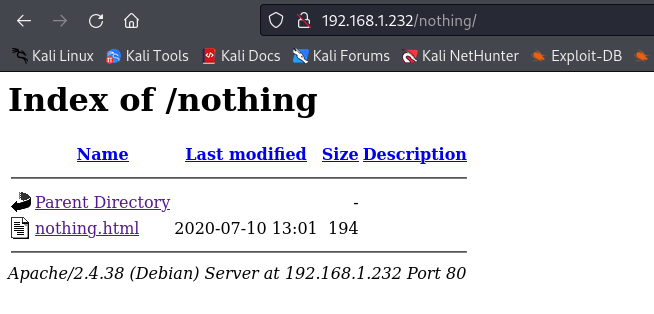 192.168.1.232/nothing/
Kali Linux Kali Tools Kali Docs Kali Forums Kali NetHunter Exploit-DB
Index of /nothing
Name Last modified Size Description
Parent Directory -
nothing.html 2020-07-10 13:01 194
Apache/2.4.38 (Debian) Server at 192.168.1.232 Port 80